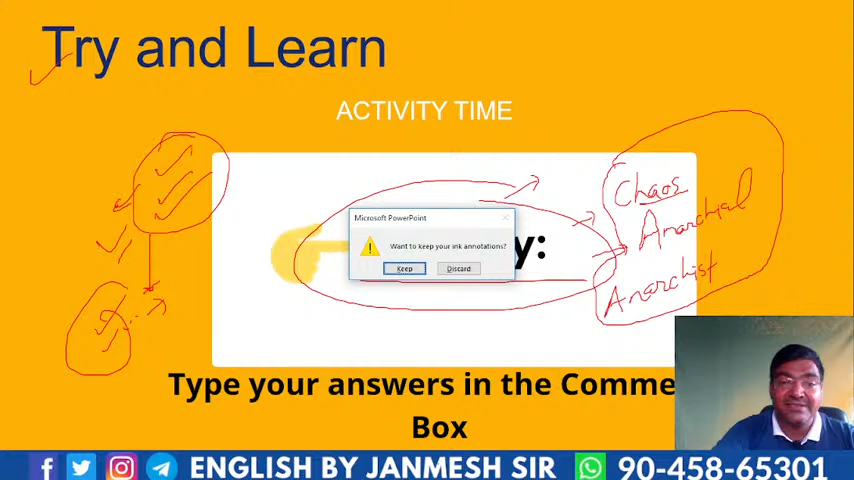 Try and Learn
ACTIVITY TIME
Chaos
Anarchial
Anarchist
Microsoft PowerPoint
Want to keep your ink annotations?
Keep
Discard
y:
Type your answers in the Comme
Box
ENGLISH BY JANMESH SIR
90-458-65301